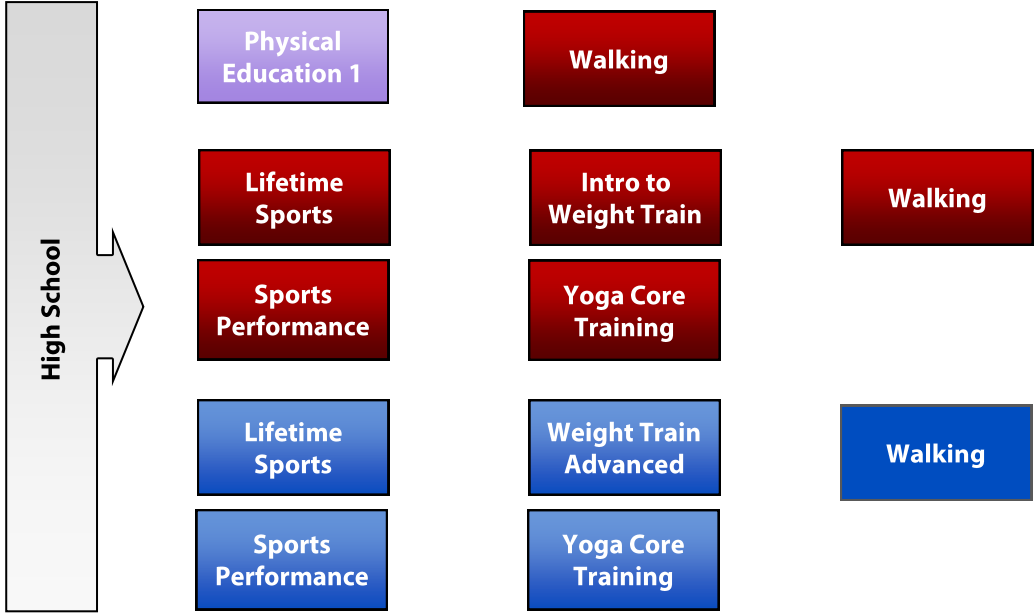 High School
Physical
Education 1
Walking
Lifetime
Sports
Intro to
Weight Train
Walking
Sports
Performance
Yoga Core
Training
Lifetime
Sports
Weight Train
Advanced
Walking
Sports
Performance
Yoga Core
Training